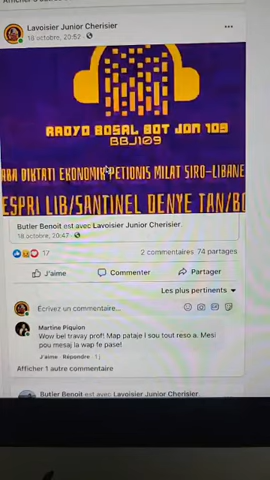 Lavoisier Junior Cherisier
18 octobre, 20:52
RADYO BOSAL BOT JON 109
BBJ109
ABA DIKTATI EKONOMIK PETIONIS MILAT SIRO-LIBANE
ESPRI LIB/SANTINEL DENYE TAN/BO
Butler Benoit est avec Lavoisier Junior Cherisier.
18 octobre, 20:47
17
2 commentaires 74 partages
J'aime Commenter Partager
Les plus pertinents
Écrivez un commentaire...
Martine Piquion
Wow bel travay prof! Map pataje l sou tout reso a. Mesi
pou mesaj la wap fe pase!
J'aime Répondre 1 j
Afficher 1 autre commentaire
Butler Benoit est avec Lavoisier Junior Cherisier.